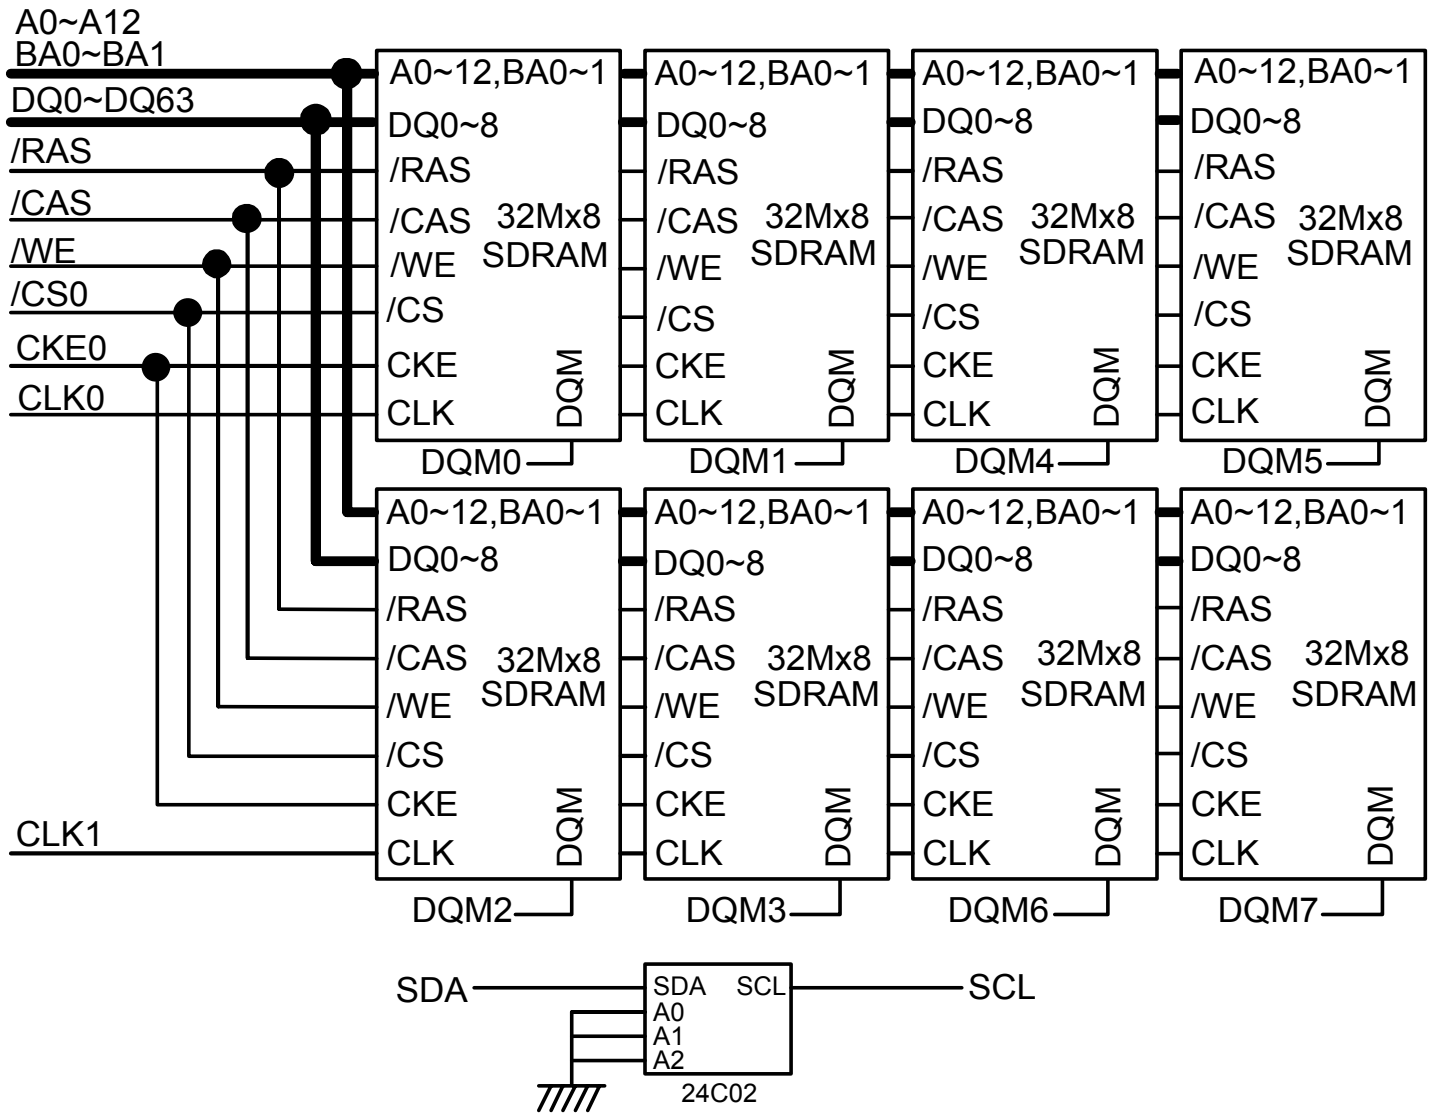 A0~A12
BA0~BA1
DQ0~DQ63
/RAS
/CAS
/WE
/CS0
CKE0
CLK0
A0~12,BA0~1
DQ0~8
/RAS
/CAS
32Mx8
SDRAM
/WE
/CS
CKE
CLK
DQM
DQM0
A0~12,BA0~1
DQ0~8
/RAS
/CAS
32Mx8
SDRAM
/WE
/CS
CKE
CLK
DQM
DQM1
A0~12,BA0~1
DQ0~8
/RAS
/CAS
32Mx8
SDRAM
/WE
/CS
CKE
CLK
DQM
DQM4
A0~12,BA0~1
DQ0~8
/RAS
/CAS
32Mx8
SDRAM
/WE
/CS
CKE
CLK
DQM
DQM5
CLK1
A0~12,BA0~1
DQ0~8
/RAS
/CAS
32Mx8
SDRAM
/WE
/CS
CKE
CLK
DQM
DQM2
A0~12,BA0~1
DQ0~8
/RAS
/CAS
32Mx8
SDRAM
/WE
/CS
CKE
CLK
DQM
DQM3
A0~12,BA0~1
DQ0~8
/RAS
/CAS
32Mx8
SDRAM
/WE
/CS
CKE
CLK
DQM
DQM6
A0~12,BA0~1
DQ0~8
/RAS
/CAS
32Mx8
SDRAM
/WE
/CS
CKE
CLK
DQM
DQM7
SDA
SDA SCL
SCL
A0
A1
A2
24C02